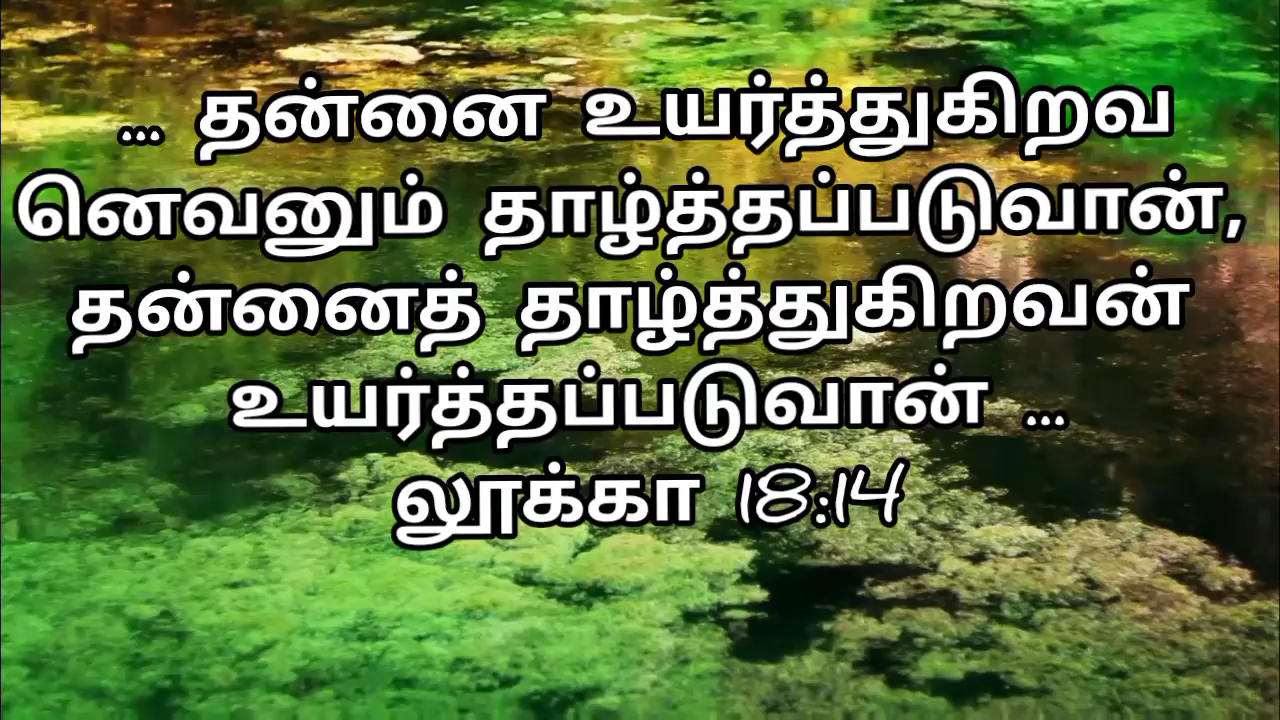 ... தன்னை உயர்த்துகிறவ
னெவனும் தாழ்த்தப்படுவான்,
தன்னைத் தாழ்த்துகிறவன்
உயர்த்தப்படுவான் ...
லூக்கா 18:14